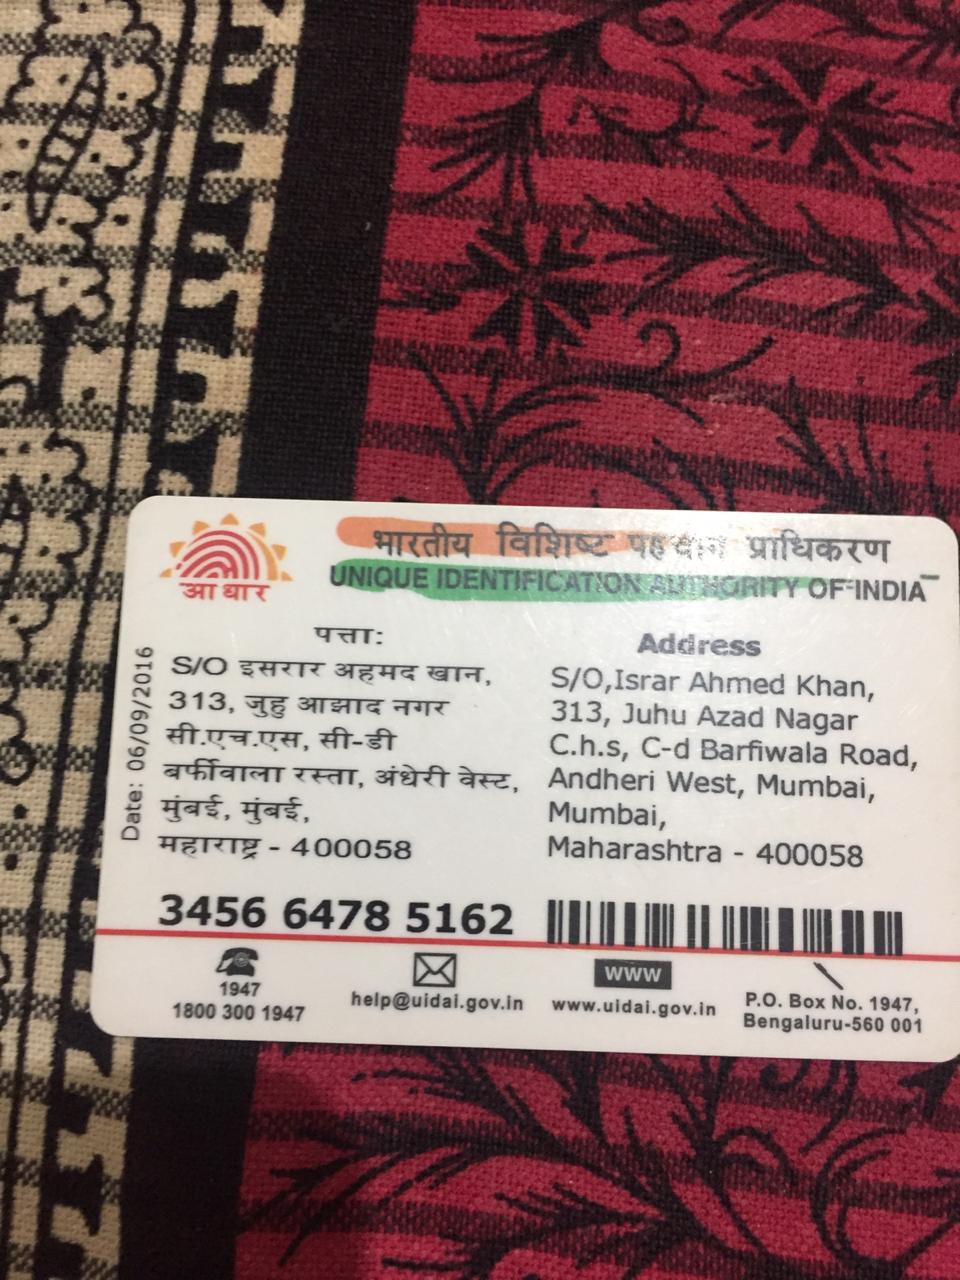 आधार
भारतीय विशिष्ट पहचान प्राधिकरण
UNIQUE IDENTIFICATION AUTHORITY OF INDIA
Date: 06/09/2016
पत्ता:
S/O इसरार अहमद खान,
313, जुहु आझाद नगर
सी.एच.एस, सी-डी
बर्फीवाला रस्ता, अंधेरी वेस्ट,
मुंबई, मुंबई,
महाराष्ट्र - 400058
Address
S/O,Israr Ahmed Khan,
313, Juhu Azad Nagar
C.h.s, C-d Barfiwala Road,
Andheri West, Mumbai,
Mumbai,
Maharashtra - 400058
3456 6478 5162
1947
1800 300 1947
help@uidai.gov.in
www
www.uidai.gov.in
P.O. Box No. 1947,
Bengaluru-560 001